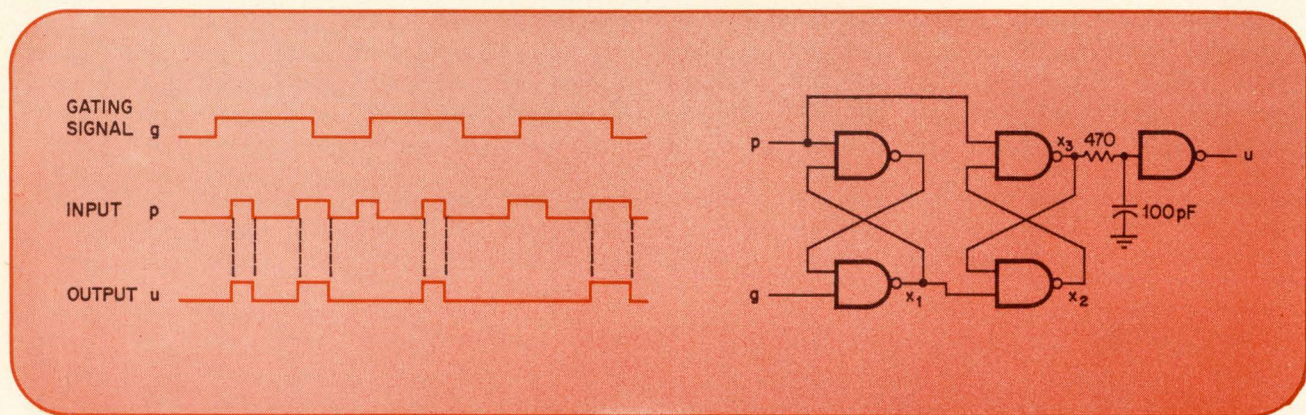 GATING
SIGNAL g
INPUT p
OUTPUT u
p
g
x1
x2
x3
470
100pF
u